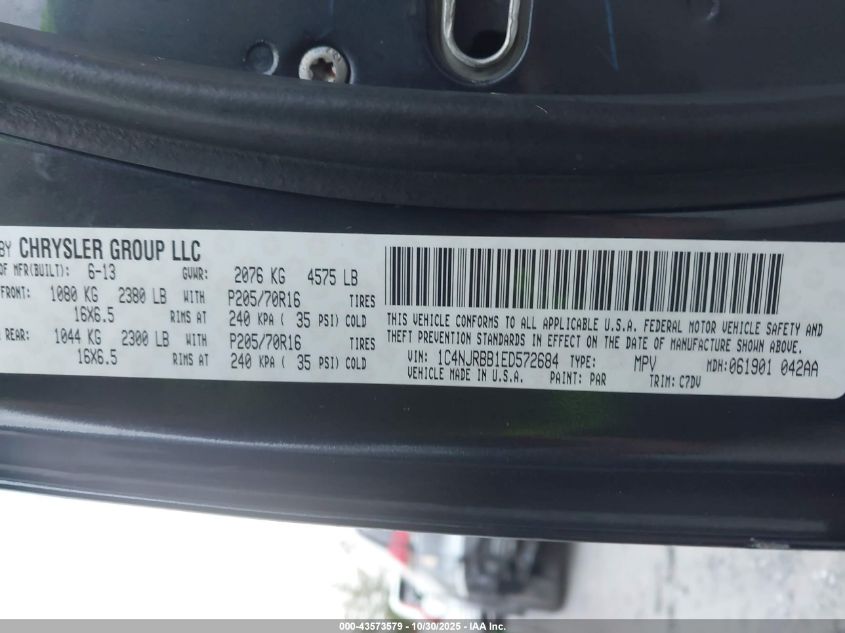 BY CHRYSLER GROUP LLC
OF MFR(BUILT): 6-13 GVWR: 2076 KG 4575 LB
FRONT: 1080 KG 2380 LB WITH P205/70R16 TIRES
16X6.5 RIMS AT 240 KPA ( 35 PSI) COLD
REAR: 1044 KG 2300 LB WITH P205/70R16 TIRES
16X6.5 RIMS AT 240 KPA ( 35 PSI) COLD
THIS VEHICLE CONFORMS TO ALL APPLICABLE U.S.A. FEDERAL MOTOR VEHICLE SAFETY AND
THEFT PREVENTION STANDARDS IN EFFECT ON THE DATE OF MANUFACTURE SHOWN ABOVE.
VIN: 1C4NJRBB1ED572684 TYPE: MPV MDH:061901 042AA
VEHICLE MADE IN U.S.A. PAINT: PAR TRIM: C7DV
000-43573579 | 10/30/2025 | IAAI.COM